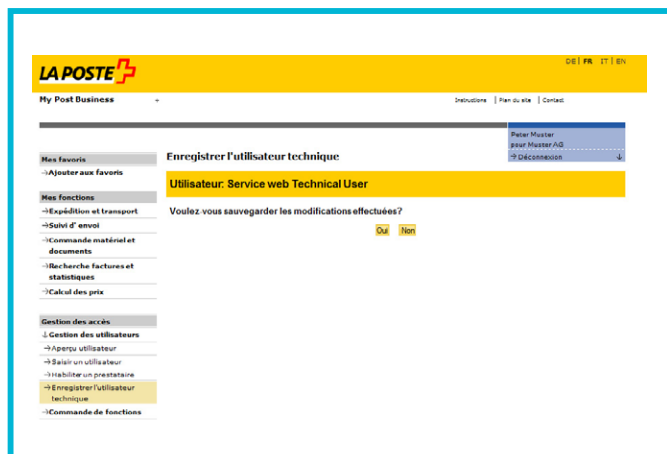 DE | FR IT | EN
LA POSTE
My Post Business
Instructions | Plan du site | Contact
Peter Muster
pour Muster AG
→ Déconnexion ↓
Mes favoris
→Ajouter aux favoris
Mes fonctions
→Expédition et transport
→Suivi d' envoi
→Commande matériel et
documents
→Recherche factures et
statistiques
→Calcul des prix
Gestion des accès
↓Gestion des utilisateurs
→Aperçu utilisateur
→Saisir un utilisateur
→Habiliter un prestataire
→Enregistrer l'utilisateur
technique
→Commande de fonctions
Enregistrer l'utilisateur technique
Utilisateur: Service web Technical User
Voulez-vous sauvegarder les modifications effectuées?
Oui Non